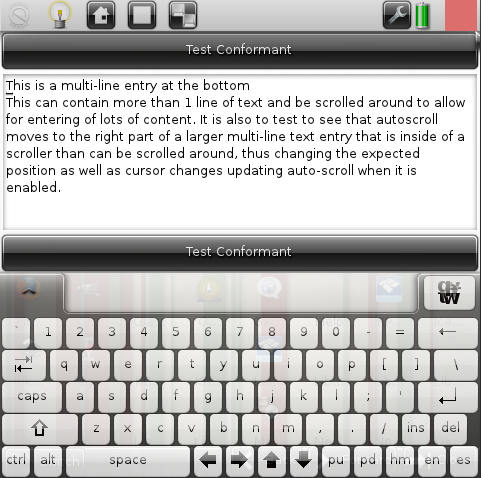 Test Conformant
This is a multi-line entry at the bottom
This can contain more than 1 line of text and be scrolled around to allow
for entering of lots of content. It is also to test to see that autoscroll
moves to the right part of a larger multi-line text entry that is inside of a
scroller than can be scrolled around, thus changing the expected
position as well as cursor changes updating auto-scroll when it is
enabled.
Test Conformant
` 1 2 3 4 5 6 7 8 9 0 - = ←
q w e r t y u i o p [ ] \
caps a s d f g h j k l ; '
z x c v b n m , . / ins del
ctrl alt space pu pd hm en es